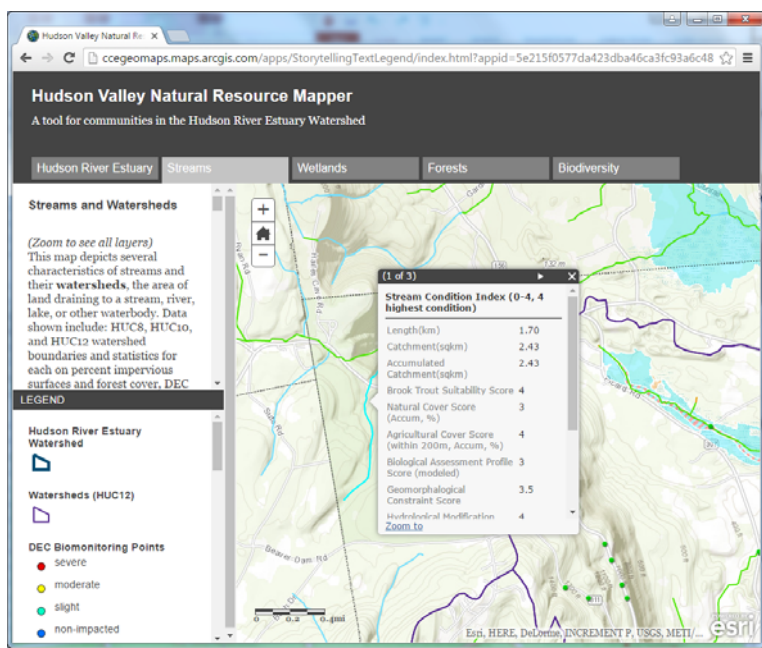 Hudson Valley Natural Re
ccegeomaps.maps.arcgis.com/apps/StorytellingTextLegend/index.html?appid=5e215f0577da423dba46ca3fc93a6c48
Hudson Valley Natural Resource Mapper
A tool for communities in the Hudson River Estuary Watershed
Hudson River Estuary
Streams
Wetlands
Forests
Biodiversity
Streams and Watersheds
(Zoom to see all layers)
This map depicts several
characteristics of streams and
their watersheds, the area of
land draining to a stream, river,
lake, or other waterbody. Data
shown include: HUC8, HUC10,
and HUC12 watershed
boundaries and statistics for
each on percent impervious
surfaces and forest cover, DEC
LEGEND
Hudson River Estuary
Watershed
Watersheds (HUC12)
DEC Biomonitoring Points
severe
moderate
slight
non-impacted
+
−
(1 of 3)
Stream Condition Index (0-4, 4
highest condition)
Length(km) 1.70
Catchment(sqkm) 2.43
Accumulated 2.43
Catchment(sqkm)
Brook Trout Suitability Score 4
Natural Cover Score 3
(Accum, %)
Agricultural Cover Score 4
(within 200m, Accum, %)
Biological Assessment Profile 3
Score (modeled)
Geomorphalogical 3.5
Constraint Score
Hydrological Modification 4
Zoom to
Beaver Dam Rd
0 0.2 0.4mi
Esri, HERE, DeLorme, INCREMENT P, USGS, METI/...
esri